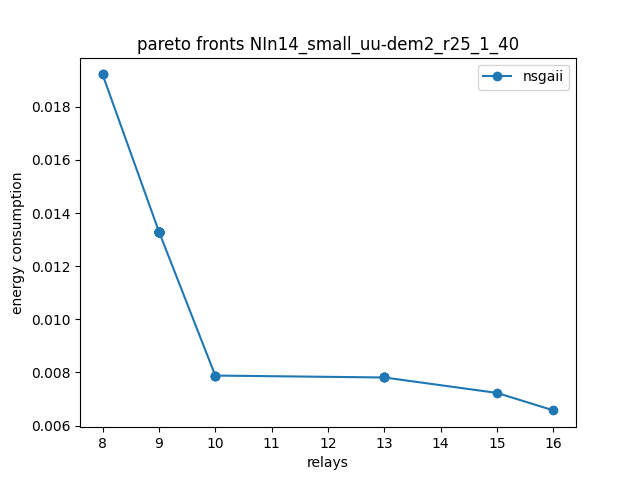 pareto fronts NIn14_small_uu-dem2_r25_1_40
nsgaii
energy consumption
0.018
0.016
0.014
0.012
0.010
0.008
0.006
8 9 10 11 12 13 14 15 16
relays